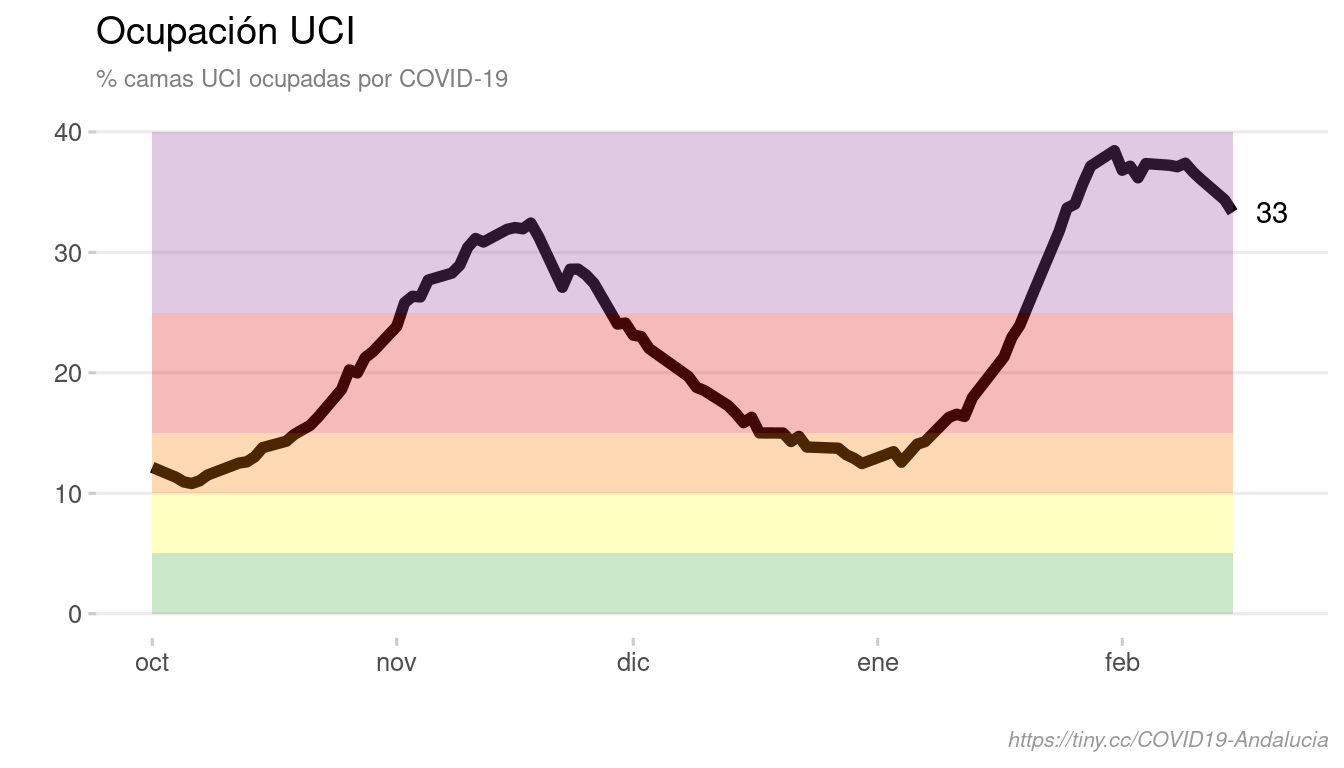 Ocupación UCI
% camas UCI ocupadas por COVID-19
40
30
20
10
0
33
oct nov dic ene feb
https://tiny.cc/COVID19-Andalucia